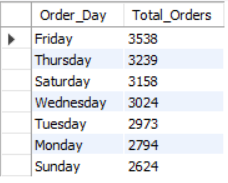 Order_Day Total_Orders
Friday 3538
Thursday 3239
Saturday 3158
Wednesday 3024
Tuesday 2973
Monday 2794
Sunday 2624